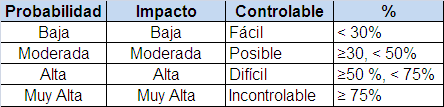 Probabilidad Impacto Controlable %
Baja Baja Fácil < 30%
Moderada Moderada Posible ≥30, < 50%
Alta Alta Difícil ≥50 %, < 75%
Muy Alta Muy Alta Incontrolable ≥ 75%